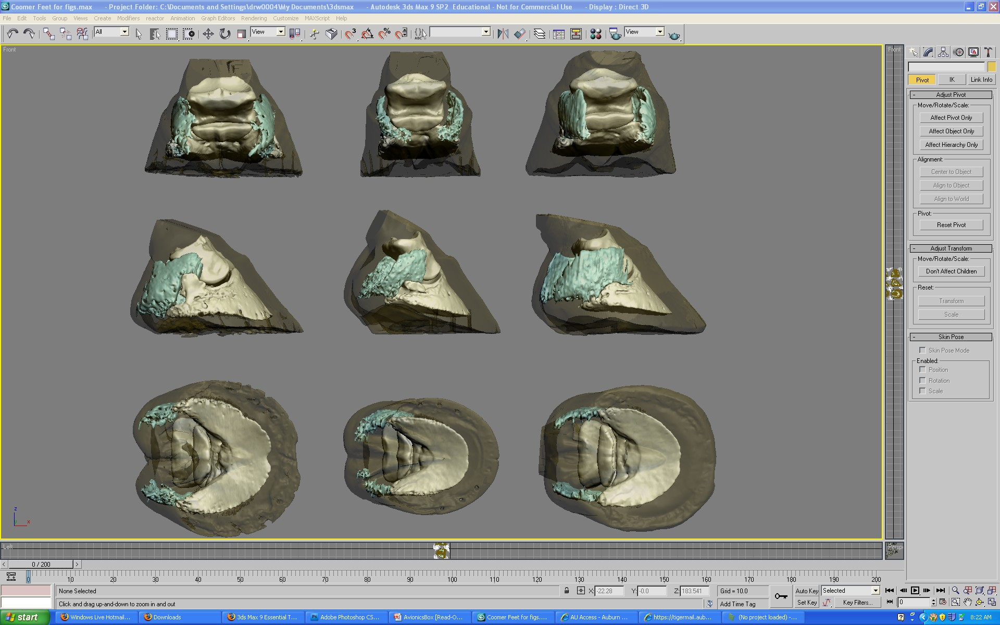 Coomer Feet for figs.max - Project Folder: C:\Documents and Settings\drw0004\My Documents\3dsmax - Autodesk 3ds Max 9 SP2 Educational - Not for Commercial Use - Display : Direct 3D
File Edit Tools Group Views Create Modifiers reactor Animation Graph Editors Rendering Customize MAXScript Help
All View 3 ABC View
Front
Front
Pivot IK Link Info
- Adjust Pivot
Move/Rotate/Scale:
Affect Pivot Only
Affect Object Only
Affect Hierarchy Only
Alignment:
Center to Object
Align to Object
Align to World
Pivot:
Reset Pivot
- Adjust Transform
Move/Rotate/Scale:
Don't Affect Children
Reset:
Transform
Scale
- Skin Pose
Skin Pose Mode
Enabled:
Position
Rotation
Scale
z
y x
Left
Persp
< 0 / 200 >
0 10 20 30 40 50 60 70 80 90 100 110 120 130 140 150 160 170 180 190 200
None Selected X: -22.28 Y: -0.0 Z: 183.541 Grid = 10.0 Auto Key Selected
Click and drag up-and-down to zoom in and out Add Time Tag Set Key Key Filters... 0
start Windows Live Hotmail... Downloads 3ds Max 9 Essential T... Adobe Photoshop CS... AvionicsBox [Read-O... Coomer Feet for figs.... AU Access - Auburn ... https://tigermail.aub... (No project loaded) -... 8:22 AM